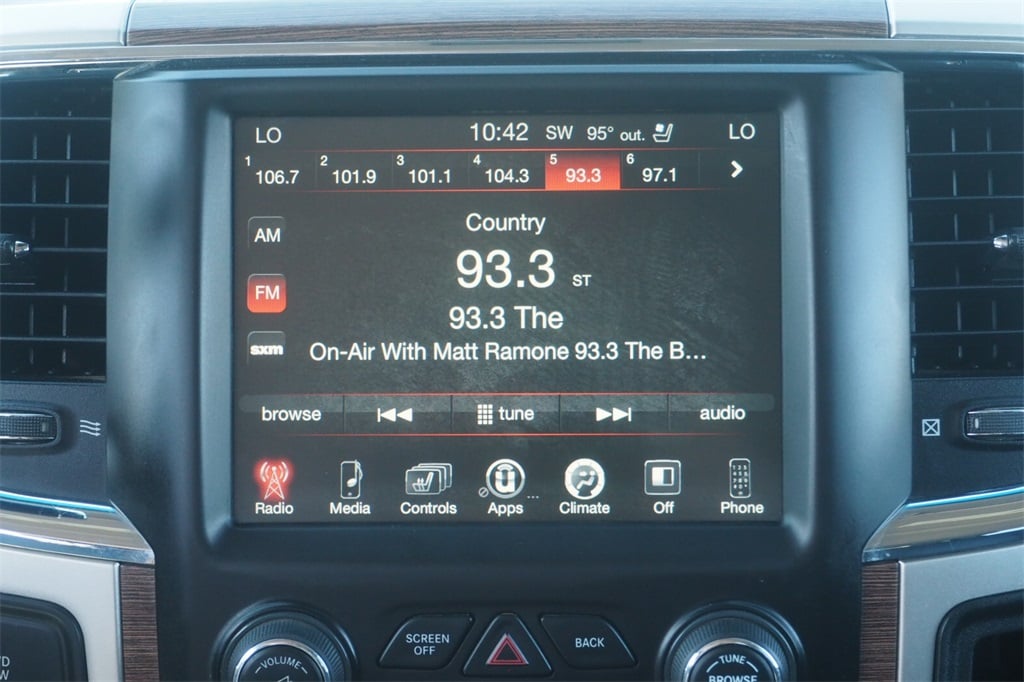 LO 10:42 SW 95° out. LO
1 106.7 2 101.9 3 101.1 4 104.3 5 93.3 6 97.1
Country
AM
93.3 ST
FM
93.3 The
sxm
On-Air With Matt Ramone 93.3 The B...
browse tune audio
Radio Media Controls Apps Climate Off Phone
SCREEN OFF BACK
VOLUME TUNE
BROWSE